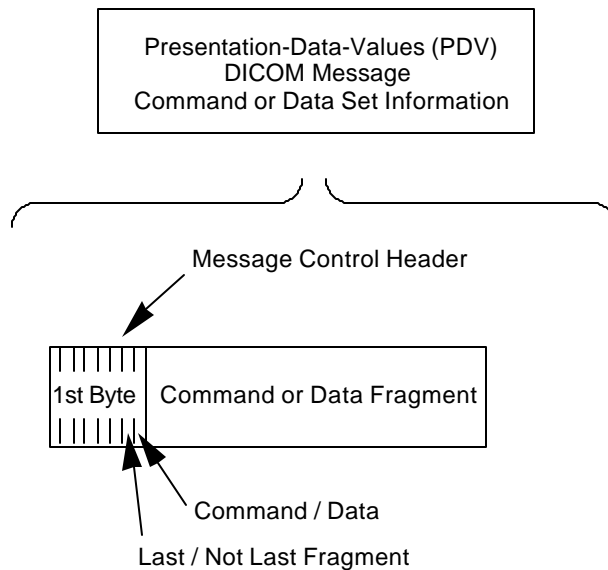 Presentation-Data-Values (PDV)
DICOM Message
Command or Data Set Information
Message Control Header
1st Byte
Command or Data Fragment
Command / Data
Last / Not Last Fragment